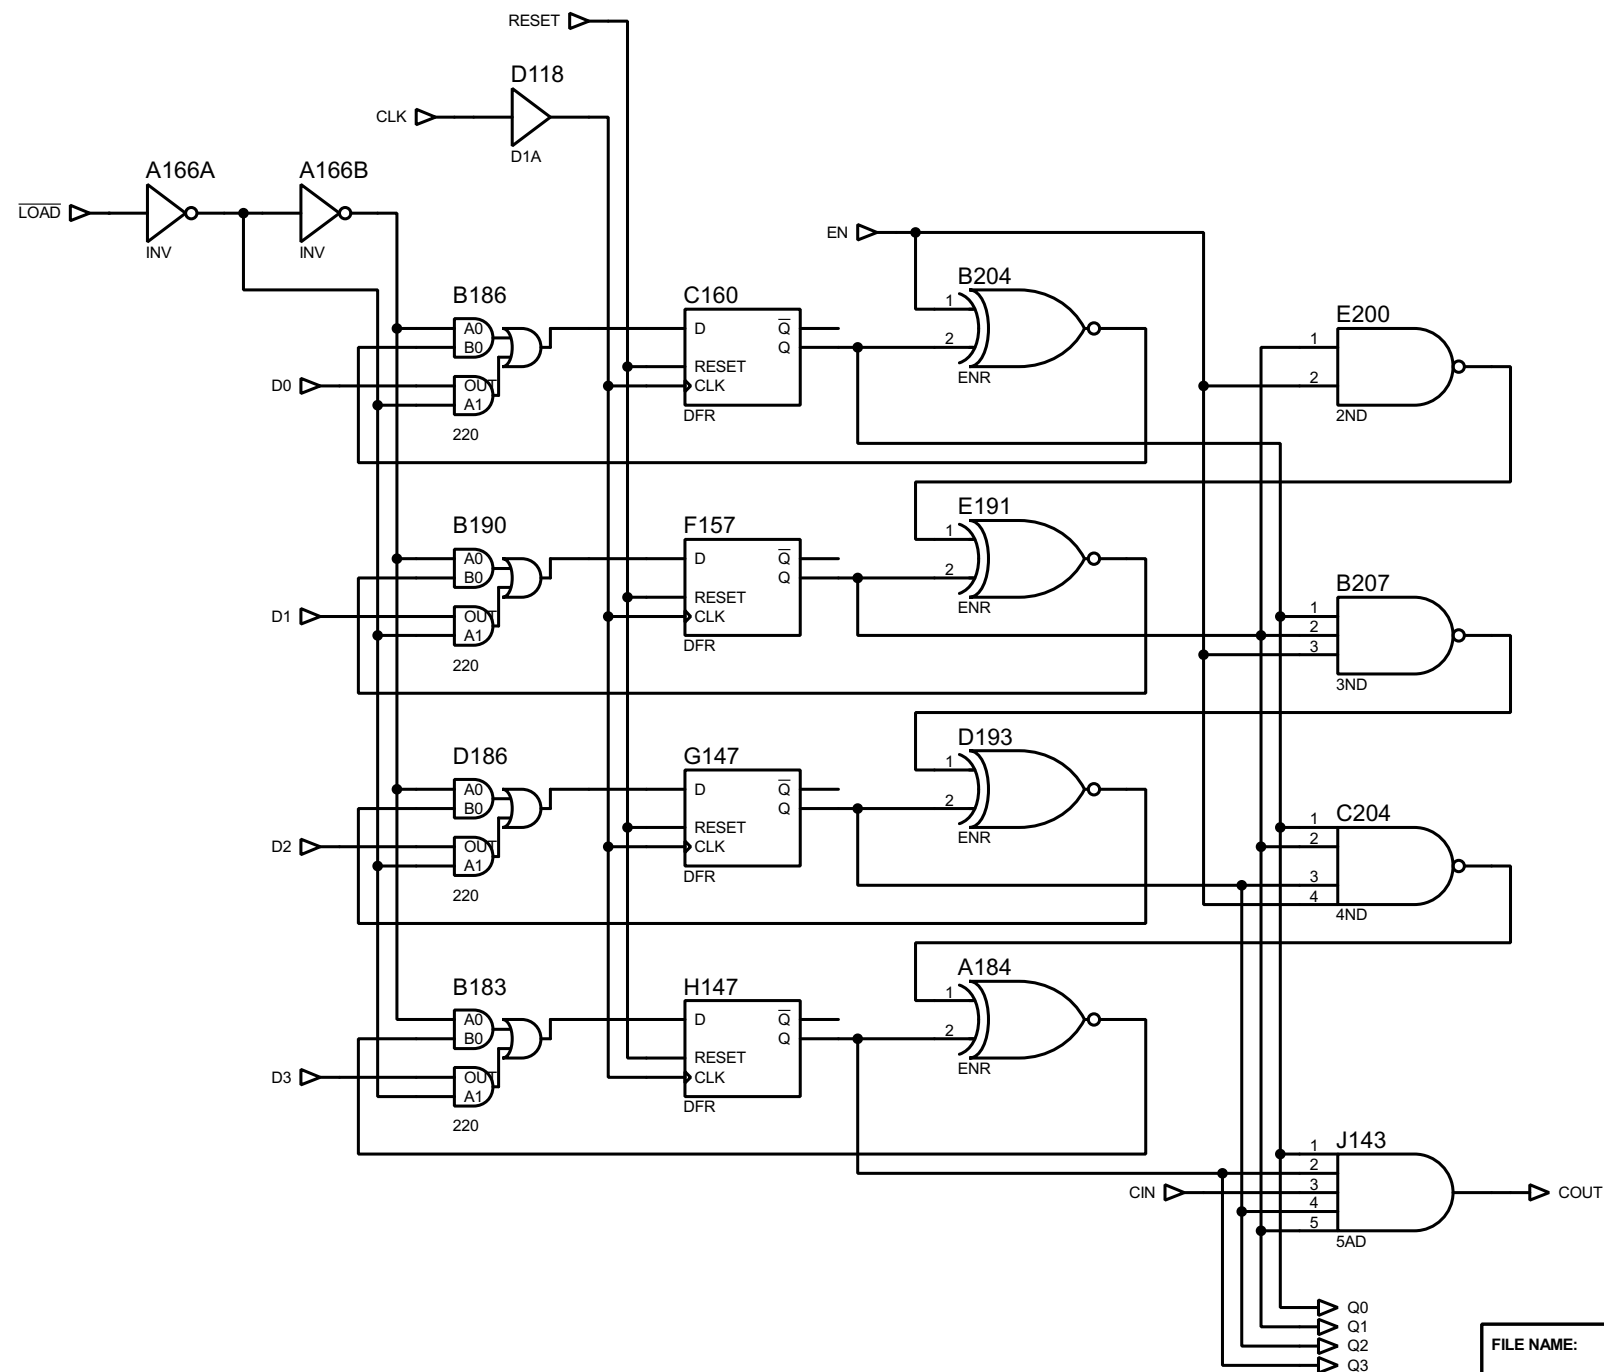 RESET
D118
CLK
D1A
A166A
A166B
LOAD
INV
INV
EN
B186
C160
B204
E200
A0
B0
D
Q
Q
1
2
1
2
RESET
CLK
D0
OUT
A1
ENR
2ND
220
DFR
B190
F157
E191
B207
A0
B0
D
Q
Q
1
2
1
2
3
RESET
CLK
D1
OUT
A1
ENR
3ND
220
DFR
D186
G147
D193
C204
A0
B0
D
Q
Q
1
2
1
2
3
4
RESET
CLK
D2
OUT
A1
ENR
4ND
220
DFR
B183
H147
A184
A0
B0
D
Q
Q
1
2
RESET
CLK
D3
OUT
A1
ENR
220
DFR
J143
1
2
3
4
5
CIN
COUT
5AD
Q0
Q1
Q2
Q3
FILE NAME: